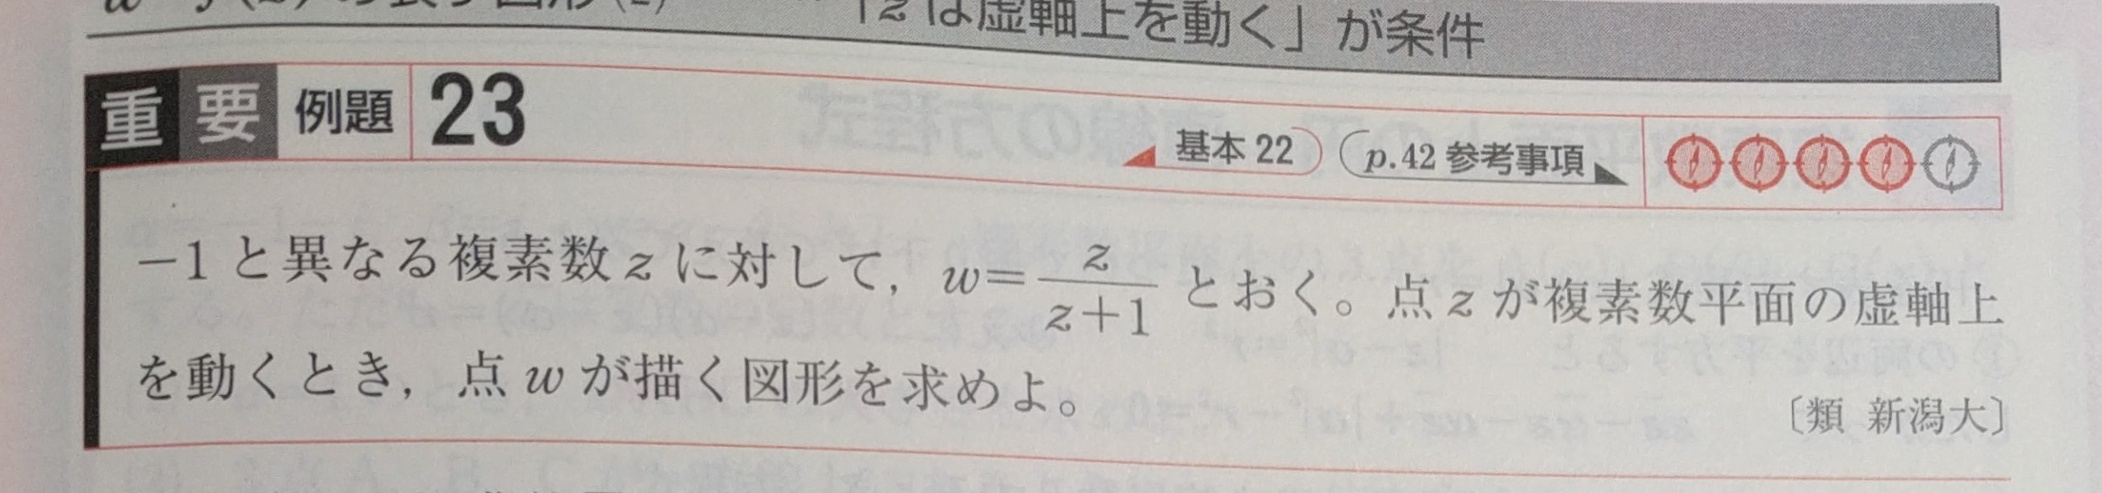 「zは虚軸上を動く」が条件
重要 例題 23 基本 22 p.42 参考事項
−1と異なる複素数 z に対して, w=z/(z+1) とおく。点 z が複素数平面の虚軸上
を動くとき, 点 w が描く図形を求めよ。
〔類 新潟大〕